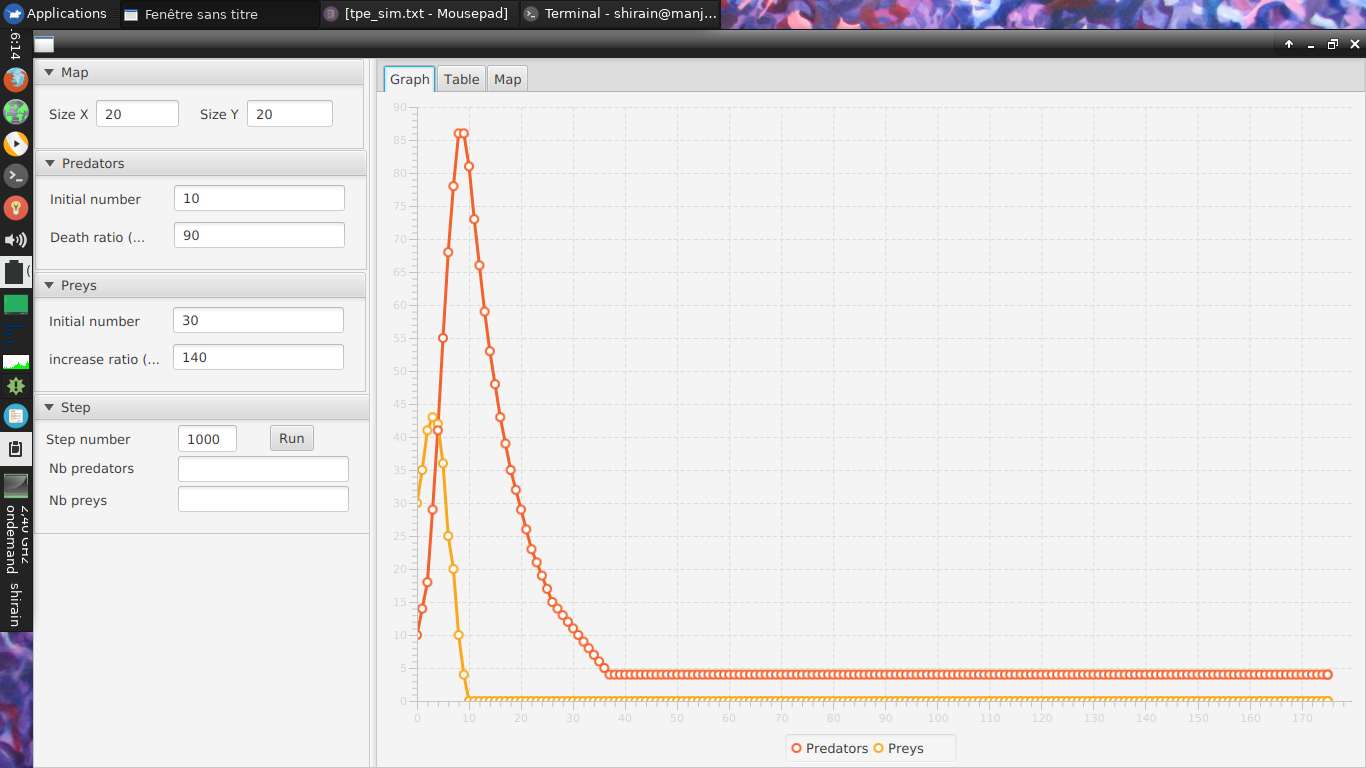 Applications
Fenêtre sans titre
[tpe_sim.txt - Mousepad]
Terminal - shirain@manj...
6:14
Map
Size X 20 Size Y 20
Predators
Initial number 10
Death ratio (... 90
Preys
Initial number 30
increase ratio (... 140
Step
Step number 1000 Run
Nb predators
Nb preys
Graph Table Map
90
85
80
75
70
65
60
55
50
45
40
35
30
25
20
15
10
5
0
0 10 20 30 40 50 60 70 80 90 100 110 120 130 140 150 160 170
Predators Preys
(
2,40 GHz
ondemand
shirain